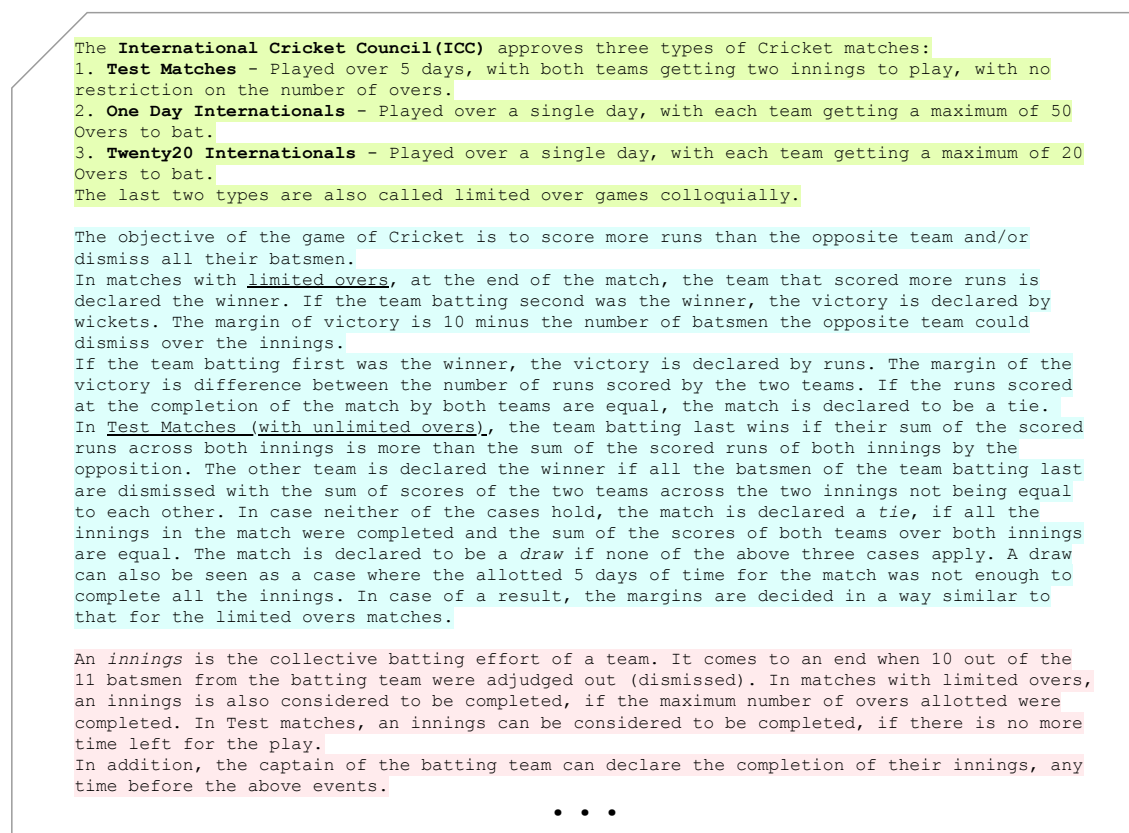 The International Cricket Council(ICC) approves three types of Cricket matches:
1. Test Matches - Played over 5 days, with both teams getting two innings to play, with no
restriction on the number of overs.
2. One Day Internationals - Played over a single day, with each team getting a maximum of 50
Overs to bat.
3. Twenty20 Internationals - Played over a single day, with each team getting a maximum of 20
Overs to bat.
The last two types are also called limited over games colloquially.
The objective of the game of Cricket is to score more runs than the opposite team and/or
dismiss all their batsmen.
In matches with limited overs, at the end of the match, the team that scored more runs is
declared the winner. If the team batting second was the winner, the victory is declared by
wickets. The margin of victory is 10 minus the number of batsmen the opposite team could
dismiss over the innings.
If the team batting first was the winner, the victory is declared by runs. The margin of the
victory is difference between the number of runs scored by the two teams. If the runs scored
at the completion of the match by both teams are equal, the match is declared to be a tie.
In Test Matches (with unlimited overs), the team batting last wins if their sum of the scored
runs across both innings is more than the sum of the scored runs of both innings by the
opposition. The other team is declared the winner if all the batsmen of the team batting last
are dismissed with the sum of scores of the two teams across the two innings not being equal
to each other. In case neither of the cases hold, the match is declared a tie, if all the
innings in the match were completed and the sum of the scores of both teams over both innings
are equal. The match is declared to be a draw if none of the above three cases apply. A draw
can also be seen as a case where the allotted 5 days of time for the match was not enough to
complete all the innings. In case of a result, the margins are decided in a way similar to
that for the limited overs matches.
An innings is the collective batting effort of a team. It comes to an end when 10 out of the
11 batsmen from the batting team were adjudged out (dismissed). In matches with limited overs,
an innings is also considered to be completed, if the maximum number of overs allotted were
completed. In Test matches, an innings can be considered to be completed, if there is no more
time left for the play.
In addition, the captain of the batting team can declare the completion of their innings, any
time before the above events.
• • •